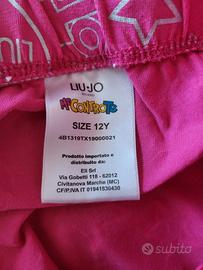 LIU·JO
MILANO
Me CONTRO Te
SIZE 12Y
4B1319TX19000021
Prodotto importato e
distribuito da:
Eli Srl
Via Gobetti 118 - 62012
Civitanova Marche (MC)
CF/P.IVA IT 01941530430
subito